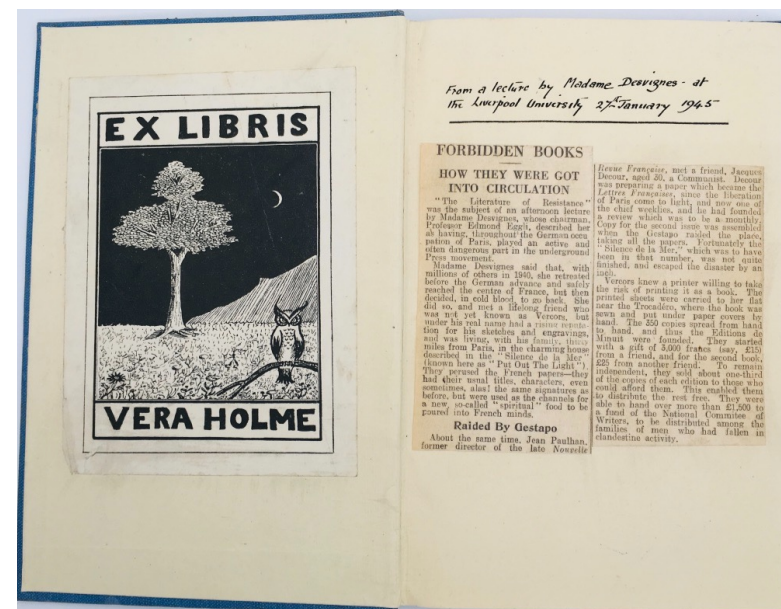 EX LIBRIS
VERA HOLME
From a lecture by Madame Desvignes - at
the Liverpool University 27th January 1945
FORBIDDEN BOOKS
HOW THEY WERE GOT
INTO CIRCULATION
"The Literature of Resistance"
was the subject of an afternoon lecture
by Madame Desvignes, whose chairman,
Professor Edmond Eggli, described her
as having, throughout the German occu
pation of Paris, played an active and
often dangerous part in the underground
Press movement.
Madame Desvignes said that, with
millions of others in 1940, she retreated
before the German advance and safely
reached the centre of France, but then
decided, in cold blood, to go back. She
did so, and met a lifelong friend who
was not yet known as Vercors, but
under his real name had a rising
for his sketches and engravings,
and was living, with his family, thirty
miles from Paris, in the charming house
described in the "Silence de la Mer"
(known here as "Put Out The Light").
They perused the French papers—they
had their usual titles, characters, even
sometimes, alas! the same signatures as
before, but were used as the channels for
a new, so-called "spiritual" food to be
poured into French minds.
Raided By Gestapo
About the same time, Jean Paulhan,
former director of the late Nouvelle
Revue Française, met a friend, Jacques
Decour, aged 30, a Communist. Decour
was preparing a paper which became the
Lettres Françaises, since the liberation
of Paris come to light, and now one of
the chief weeklies, and he had founded
a review which was to be a monthly.
Copy for the second issue was assembled
when the Gestapo raided the place,
taking all the papers. Fortunately the
"Silence de la Mer," which was to have
been in that number, was not quite
finished, and escaped the disaster by an
inch.
Vercors knew a printer willing to take
the risk of printing it as a book. The
printed sheets were carried to her flat
near the Trocadéro, where the book was
sewn and put under paper covers by
hand. The 350 copies spread from hand
to hand, and thus the Editions de
Minuit were founded. They started
with a gift of 3,000 francs (say, £15)
from a friend, and for the second book,
£25 from another friend. To remain
independent, they sold about one-third
of the copies of each edition to those who
could afford them. This enabled them
to distribute the rest free. They were
able to hand over more than £1,500 to
a fund of the National Commitee of
Writers, to be distributed among the
families of men who had fallen in
clandestine activity.